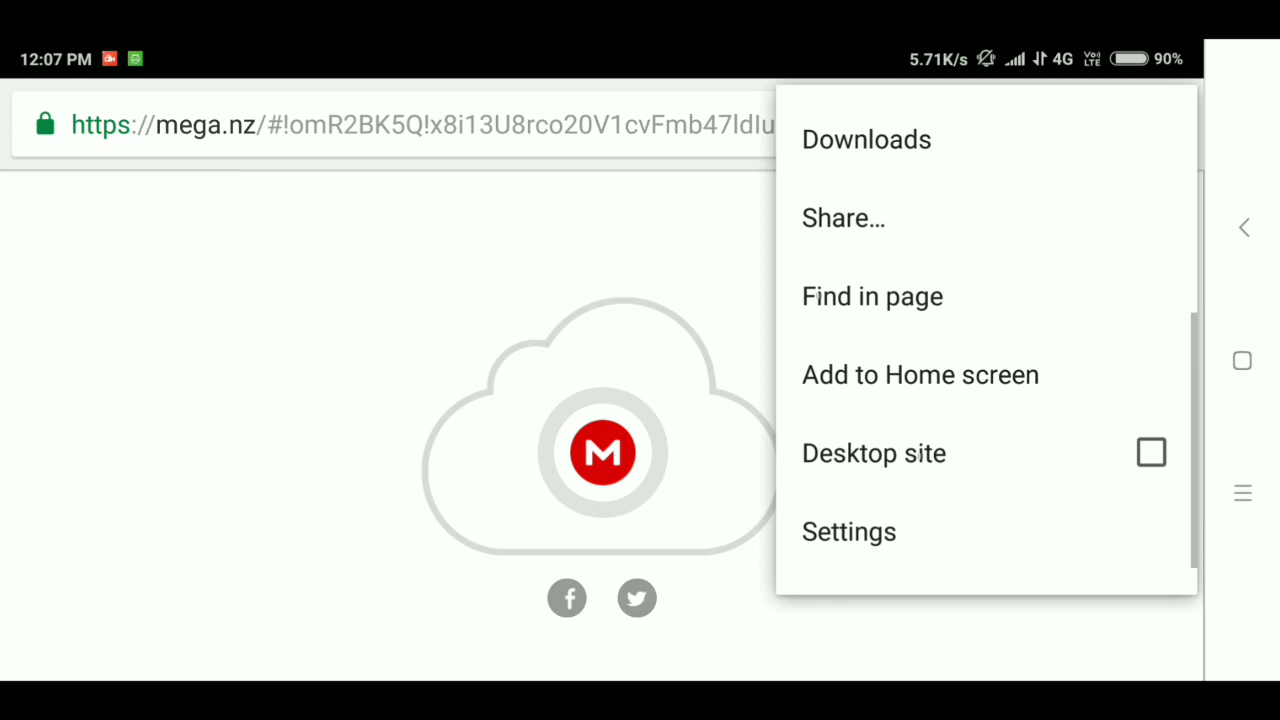 12:07 PM
5.71K/s 4G Vo) LTE 90%
https://mega.nz/#!omR2BK5Q!x8i13U8rco20V1cvFmb47ldIu
Downloads
Share…
Find in page
Add to Home screen
Desktop site
Settings
M
f